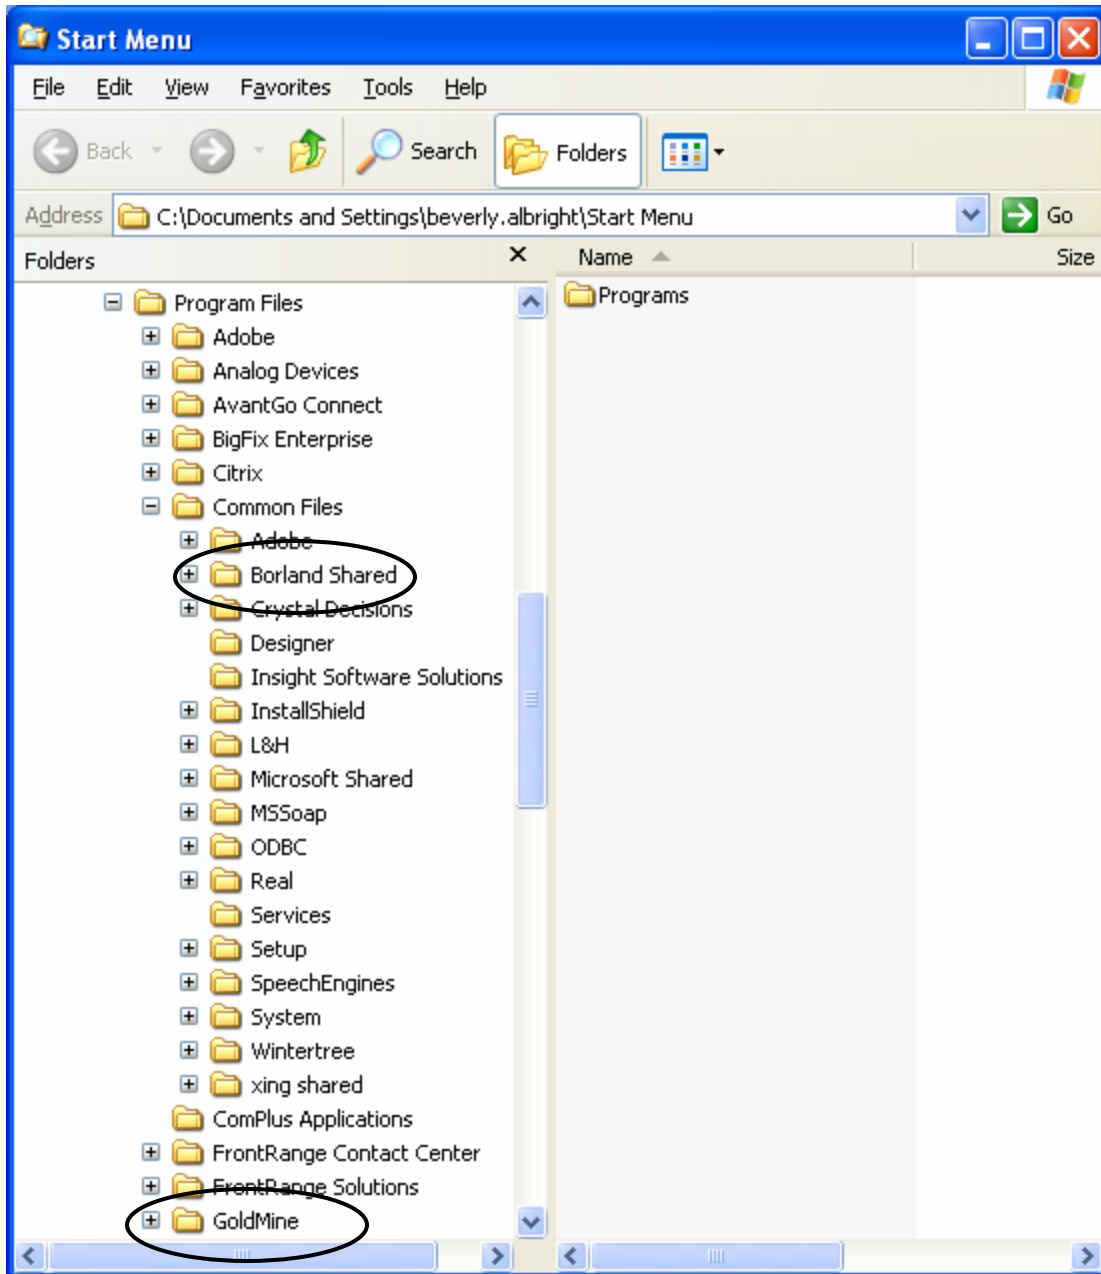 Start Menu
File Edit View Favorites Tools Help
Back Search Folders
Address C:\Documents and Settings\beverly.albright\Start Menu Go
Folders Name Size
Program Files Programs
Adobe
Analog Devices
AvantGo Connect
BigFix Enterprise
Citrix
Common Files
Adobe
Borland Shared
Crystal Decisions
Designer
Insight Software Solutions
InstallShield
L&H
Microsoft Shared
MSSoap
ODBC
Real
Services
Setup
SpeechEngines
System
Wintertree
xing shared
ComPlus Applications
FrontRange Contact Center
FrontRange Solutions
GoldMine